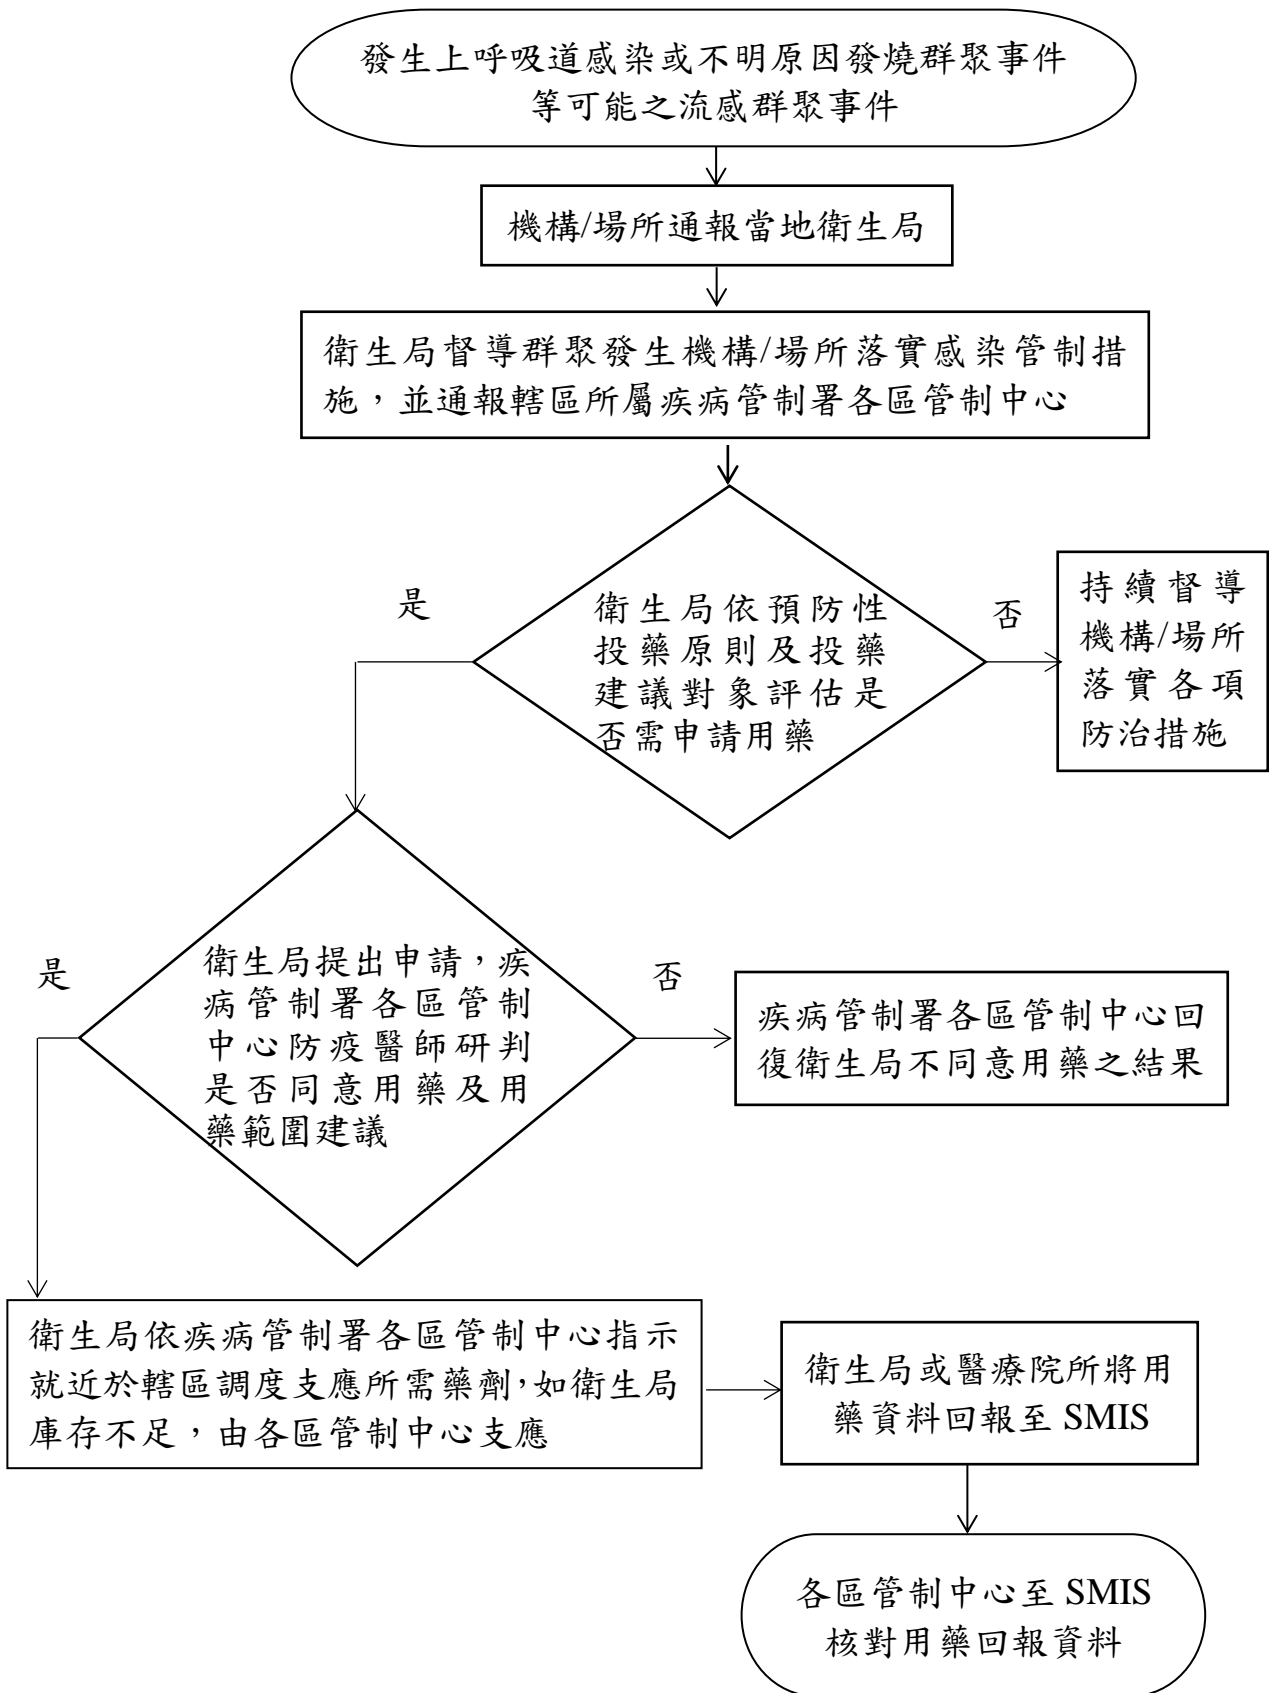 發生上呼吸道感染或不明原因發燒群聚事件
等可能之流感群聚事件
機構/場所通報當地衛生局
衛生局督導群聚發生機構/場所落實感染管制措
施，並通報轄區所屬疾病管制署各區管制中心
是
衛生局依預防性
投藥原則及投藥
建議對象評估是
否需申請用藥
否
持續督導
機構/場所
落實各項
防治措施
是
衛生局提出申請，疾
病管制署各區管制
中心防疫醫師研判
是否同意用藥及用
藥範圍建議
否
疾病管制署各區管制中心回
復衛生局不同意用藥之結果
衛生局依疾病管制署各區管制中心指示
就近於轄區調度支應所需藥劑，如衛生局
庫存不足，由各區管制中心支應
衛生局或醫療院所將用
藥資料回報至 SMIS
各區管制中心至 SMIS
核對用藥回報資料